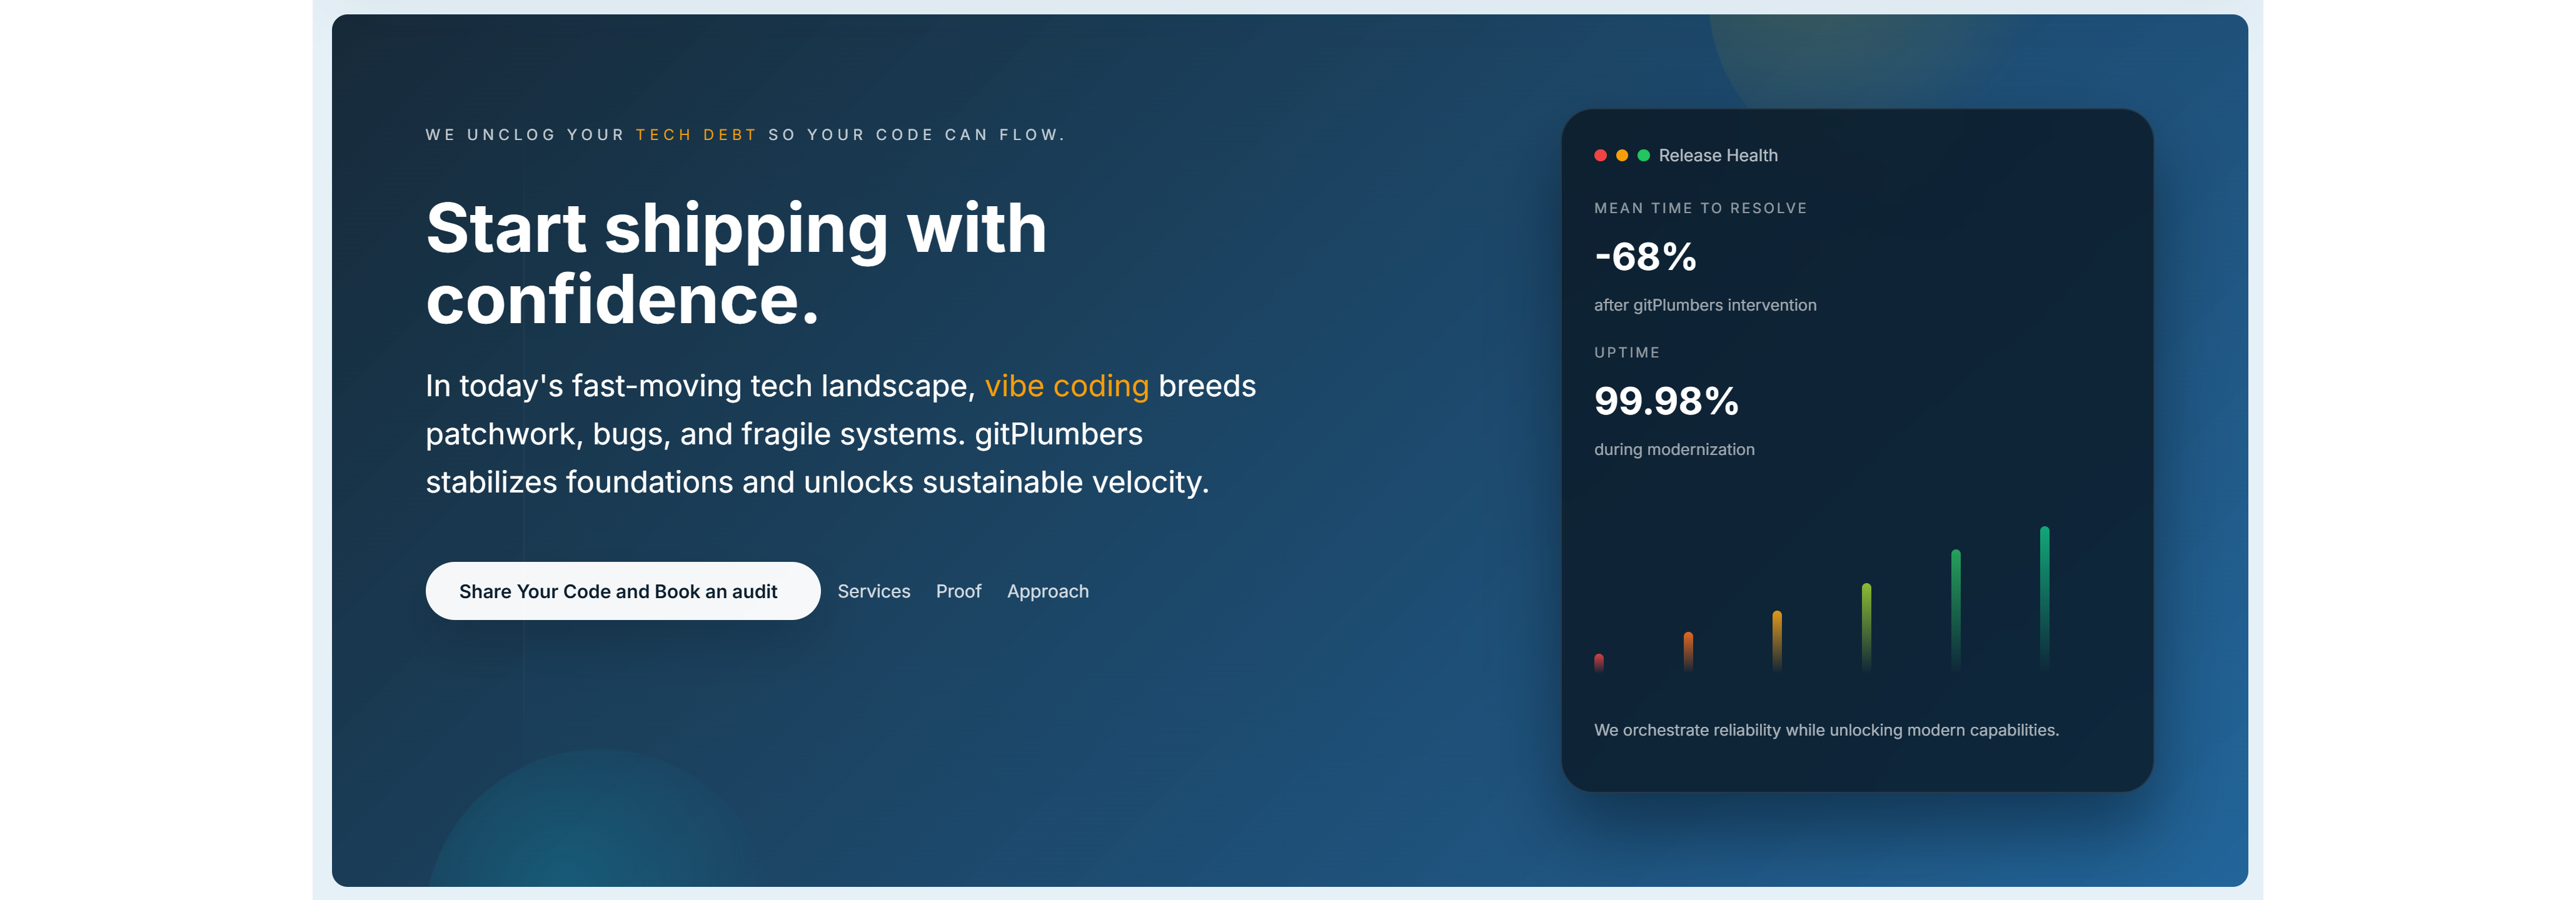 WE UNCLOG YOUR TECH DEBT SO YOUR CODE CAN FLOW.
Start shipping with
confidence.
In today's fast-moving tech landscape, vibe coding breeds
patchwork, bugs, and fragile systems. gitPlumbers
stabilizes foundations and unlocks sustainable velocity.
Share Your Code and Book an audit
Services Proof Approach
Release Health
MEAN TIME TO RESOLVE
-68%
after gitPlumbers intervention
UPTIME
99.98%
during modernization
We orchestrate reliability while unlocking modern capabilities.